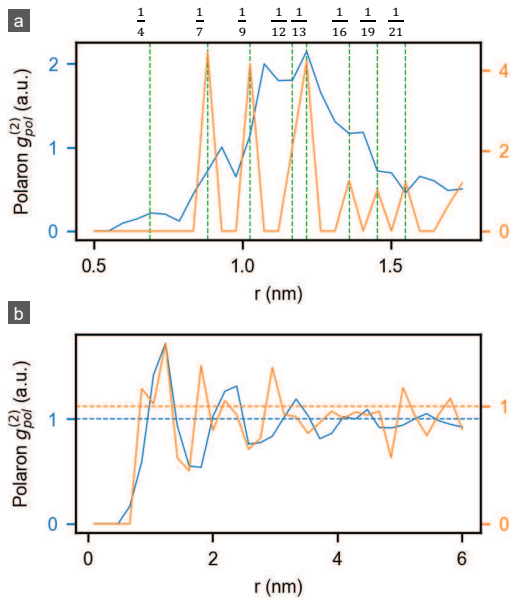 a
1/4 1/7 1/9 1/12 1/13 1/16 1/19 1/21
Polaron g_pol^(2) (a.u.)
2
1
0
4
2
0
0.5 1.0 1.5
r (nm)
b
Polaron g_pol^(2) (a.u.)
1
0
1
0
0 2 4 6
r (nm)